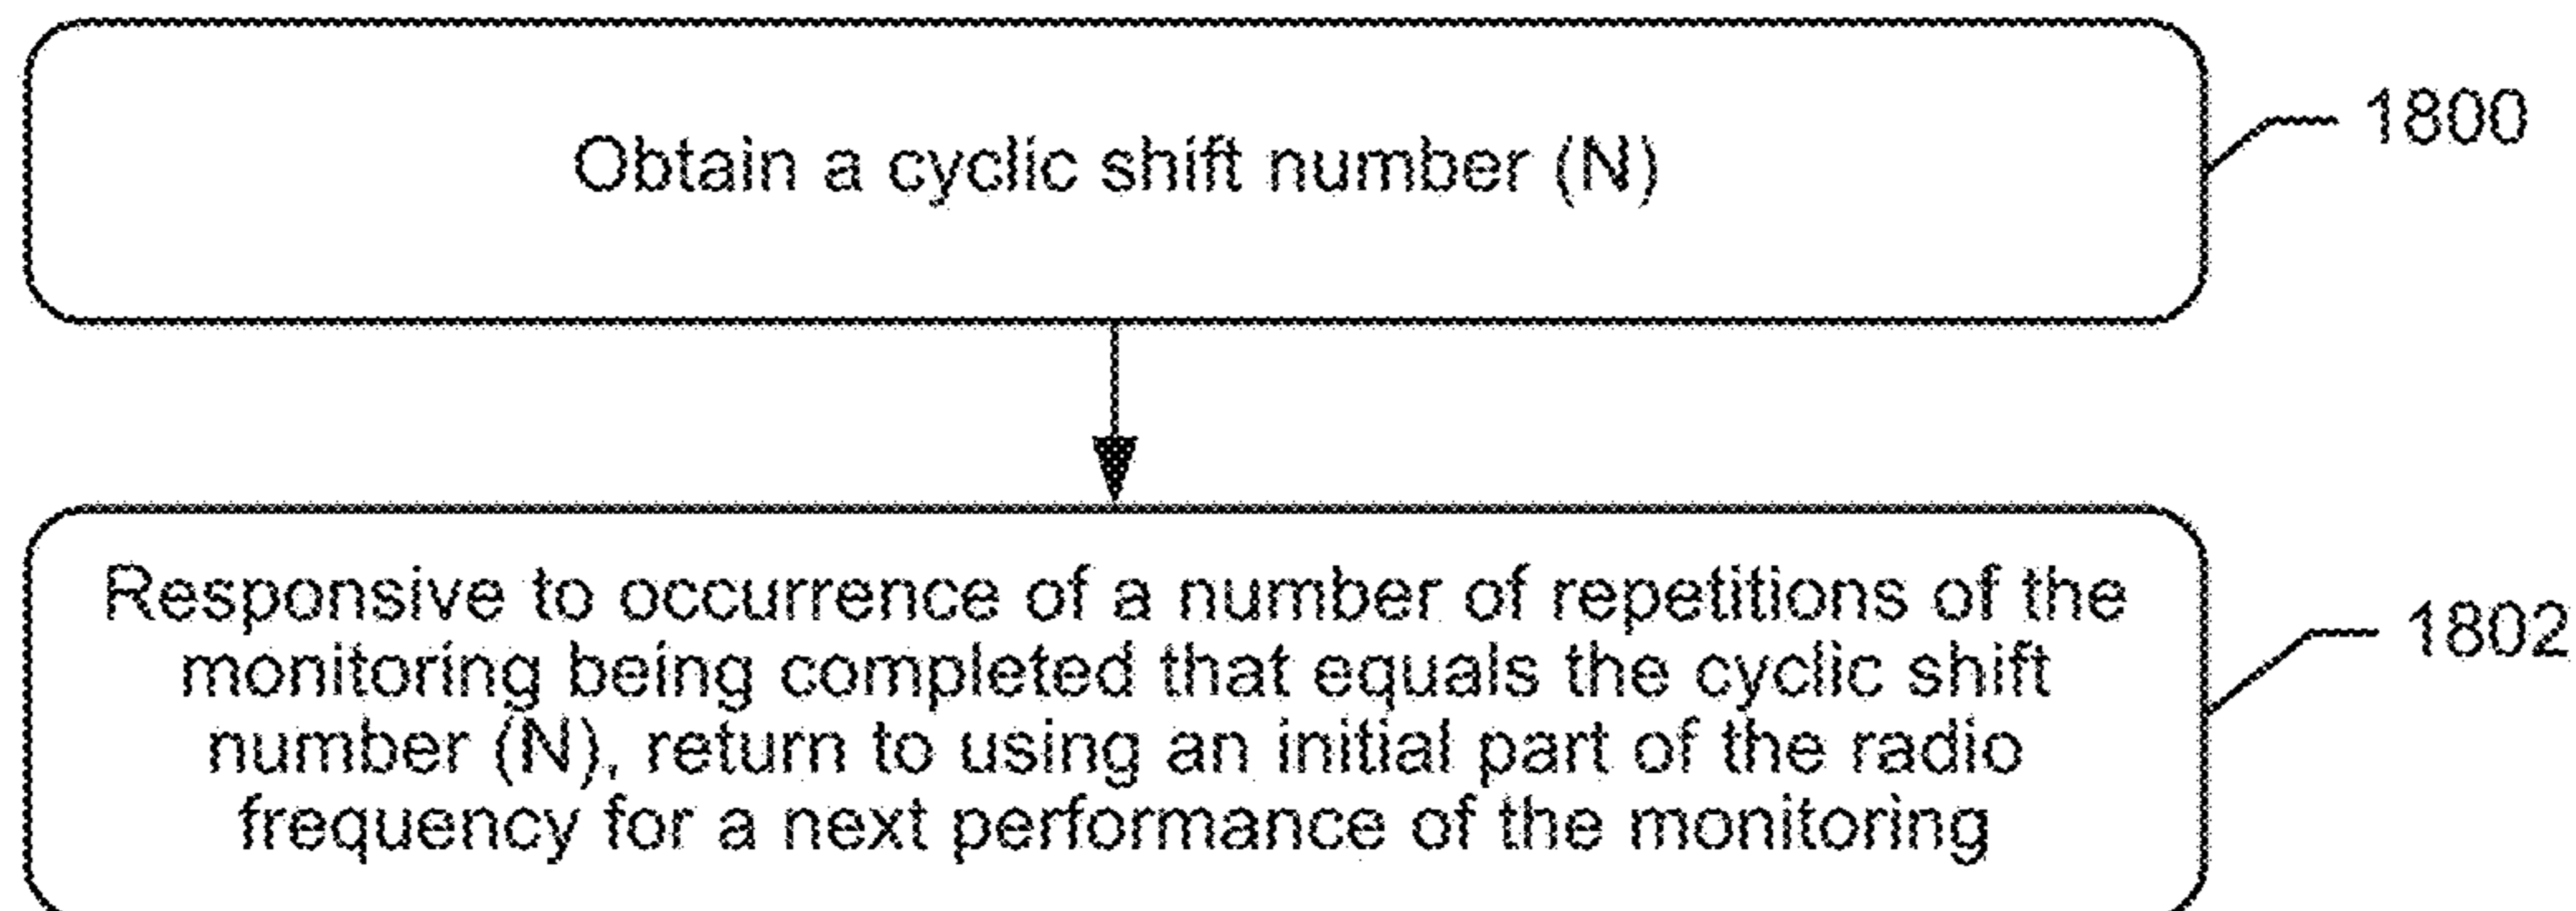 Obtain a cyclic shift number (N)
1800
Responsive to occurrence of a number of repetitions of the
monitoring being completed that equals the cyclic shift
number (N), return to using an initial part of the radio
frequency for a next performance of the monitoring
1802